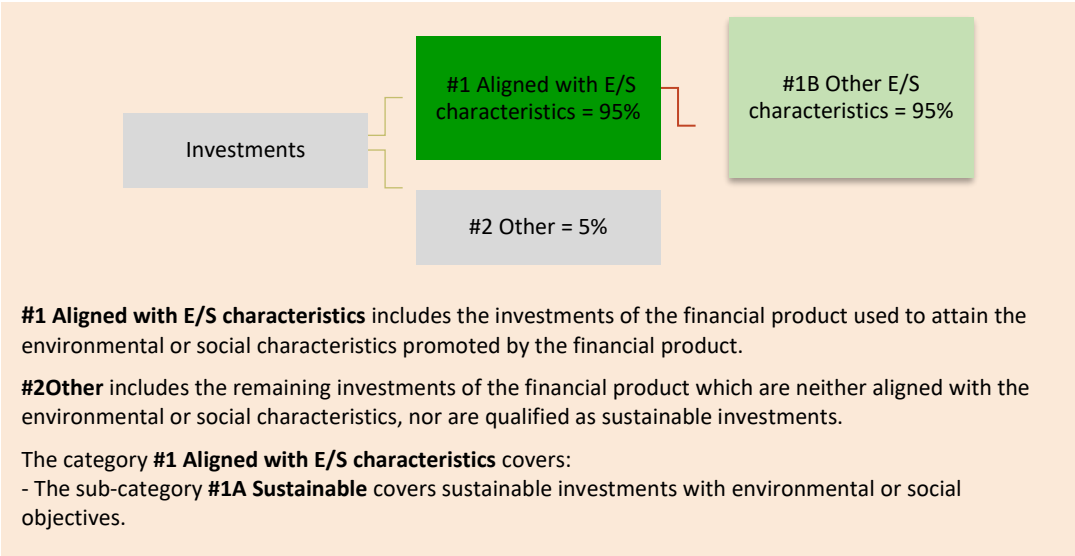 #1 Aligned with E/S
characteristics = 95%
#1B Other E/S
characteristics = 95%
Investments
#2 Other = 5%
#1 Aligned with E/S characteristics includes the investments of the financial product used to attain the
environmental or social characteristics promoted by the financial product.
#2Other includes the remaining investments of the financial product which are neither aligned with the
environmental or social characteristics, nor are qualified as sustainable investments.
The category #1 Aligned with E/S characteristics covers:
- The sub-category #1A Sustainable covers sustainable investments with environmental or social
objectives.